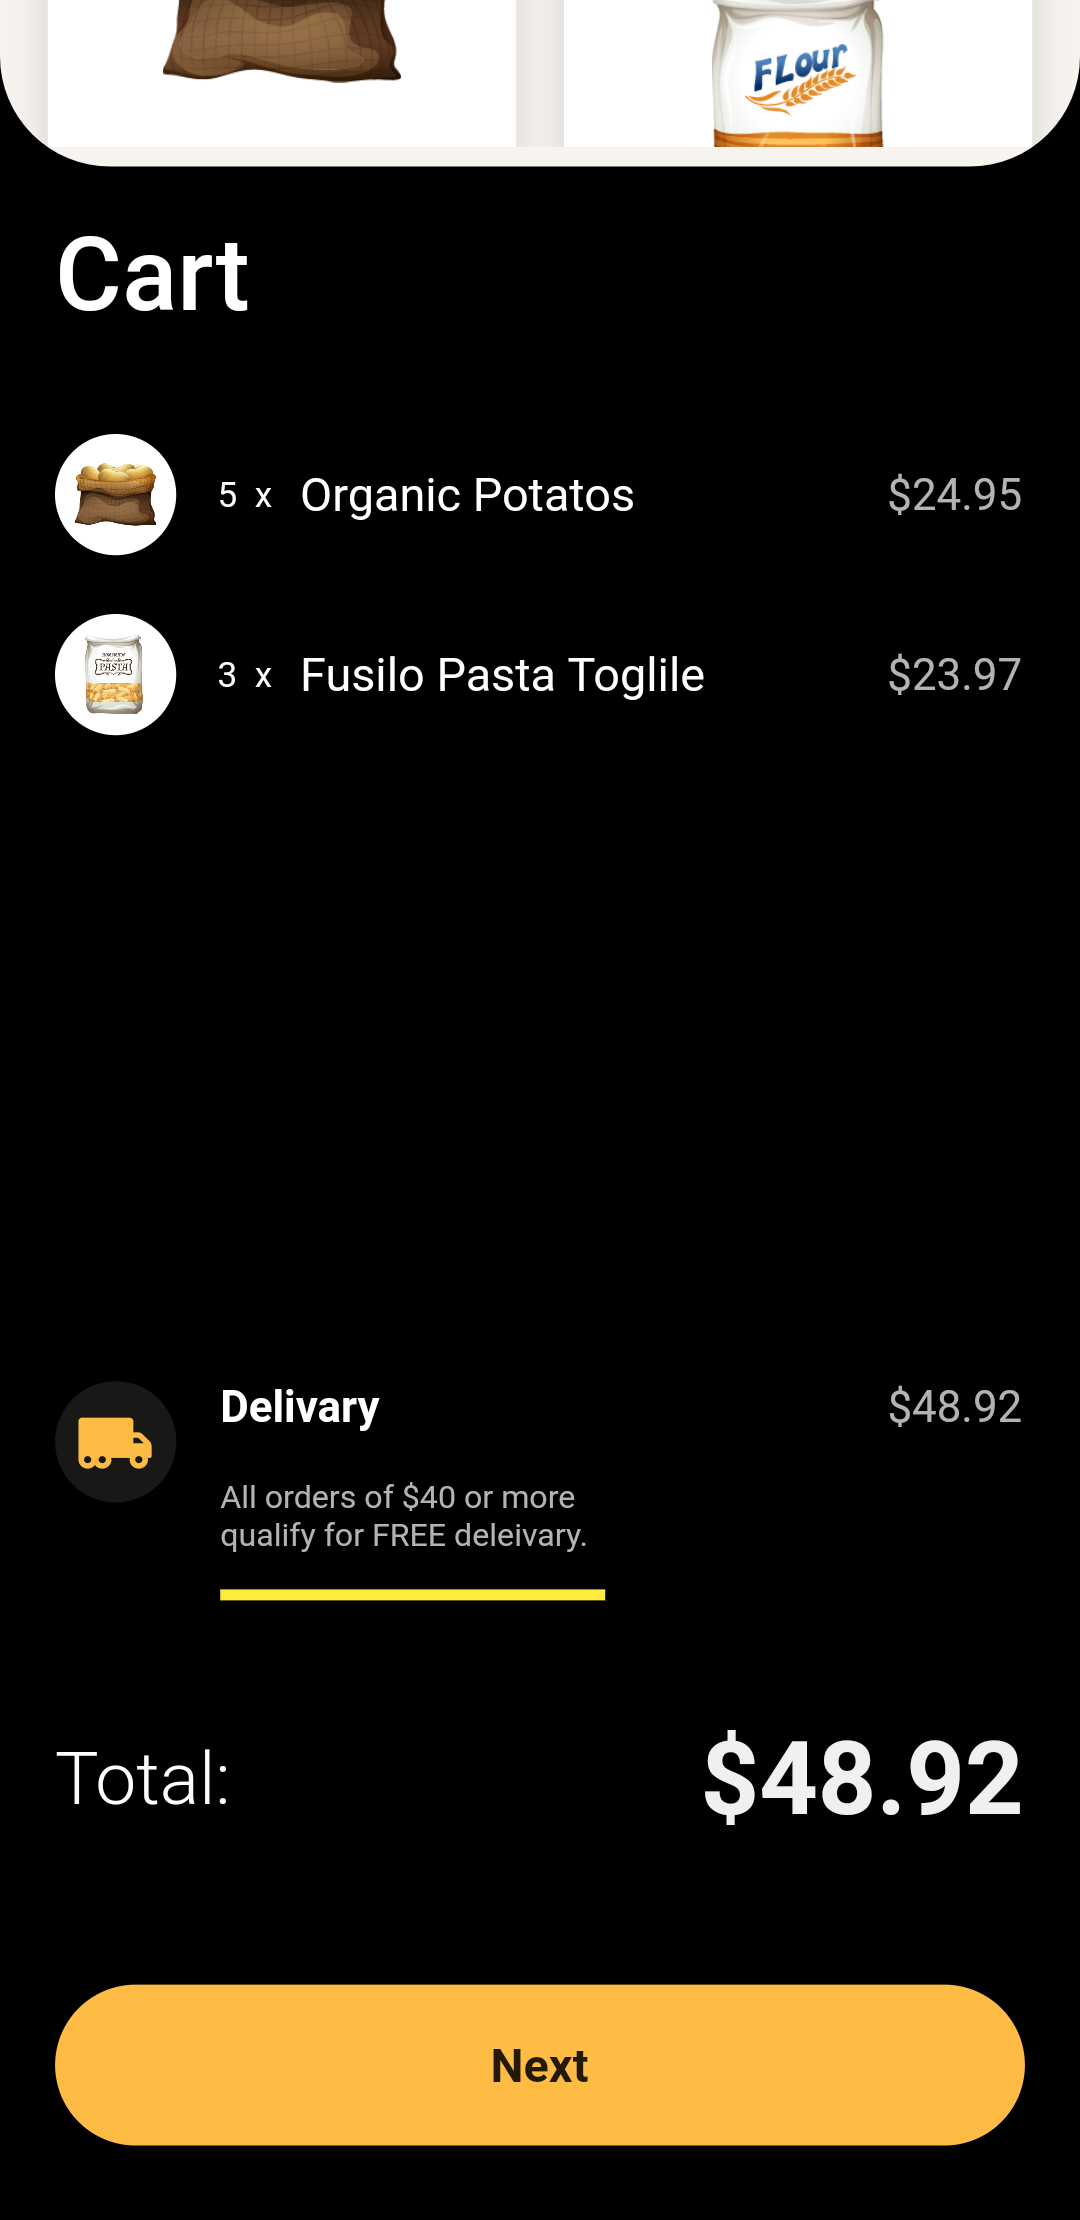 FLour
Cart
5 x Organic Potatos $24.95
PASTA
3 x Fusilo Pasta Toglile $23.97
Delivary $48.92
All orders of $40 or more
qualify for FREE deleivary.
Total: $48.92
Next